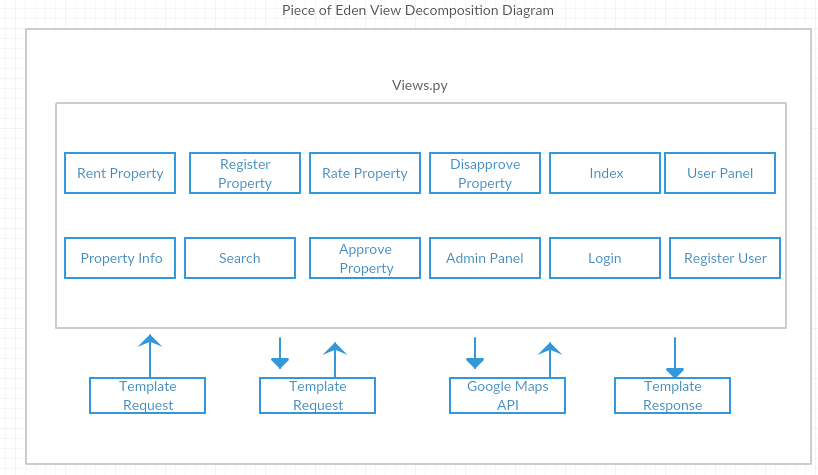 Piece of Eden View Decomposition Diagram
Views.py
Rent Property
Register
Property
Rate Property
Disapprove
Property
Index
User Panel
Property Info
Search
Approve
Property
Admin Panel
Login
Register User
Template
Request
Template
Request
Google Maps
API
Template
Response